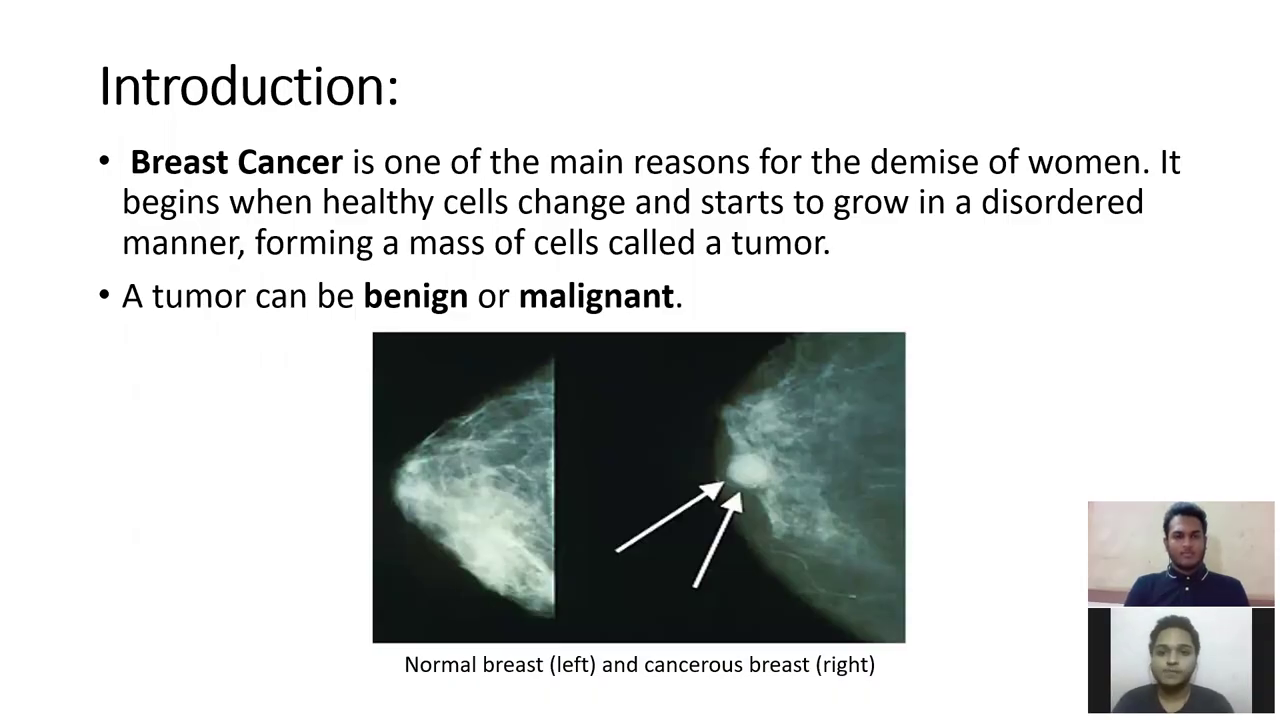 Introduction:
• Breast Cancer is one of the main reasons for the demise of women. It
begins when healthy cells change and starts to grow in a disordered
manner, forming a mass of cells called a tumor.
• A tumor can be benign or malignant.
Normal breast (left) and cancerous breast (right)